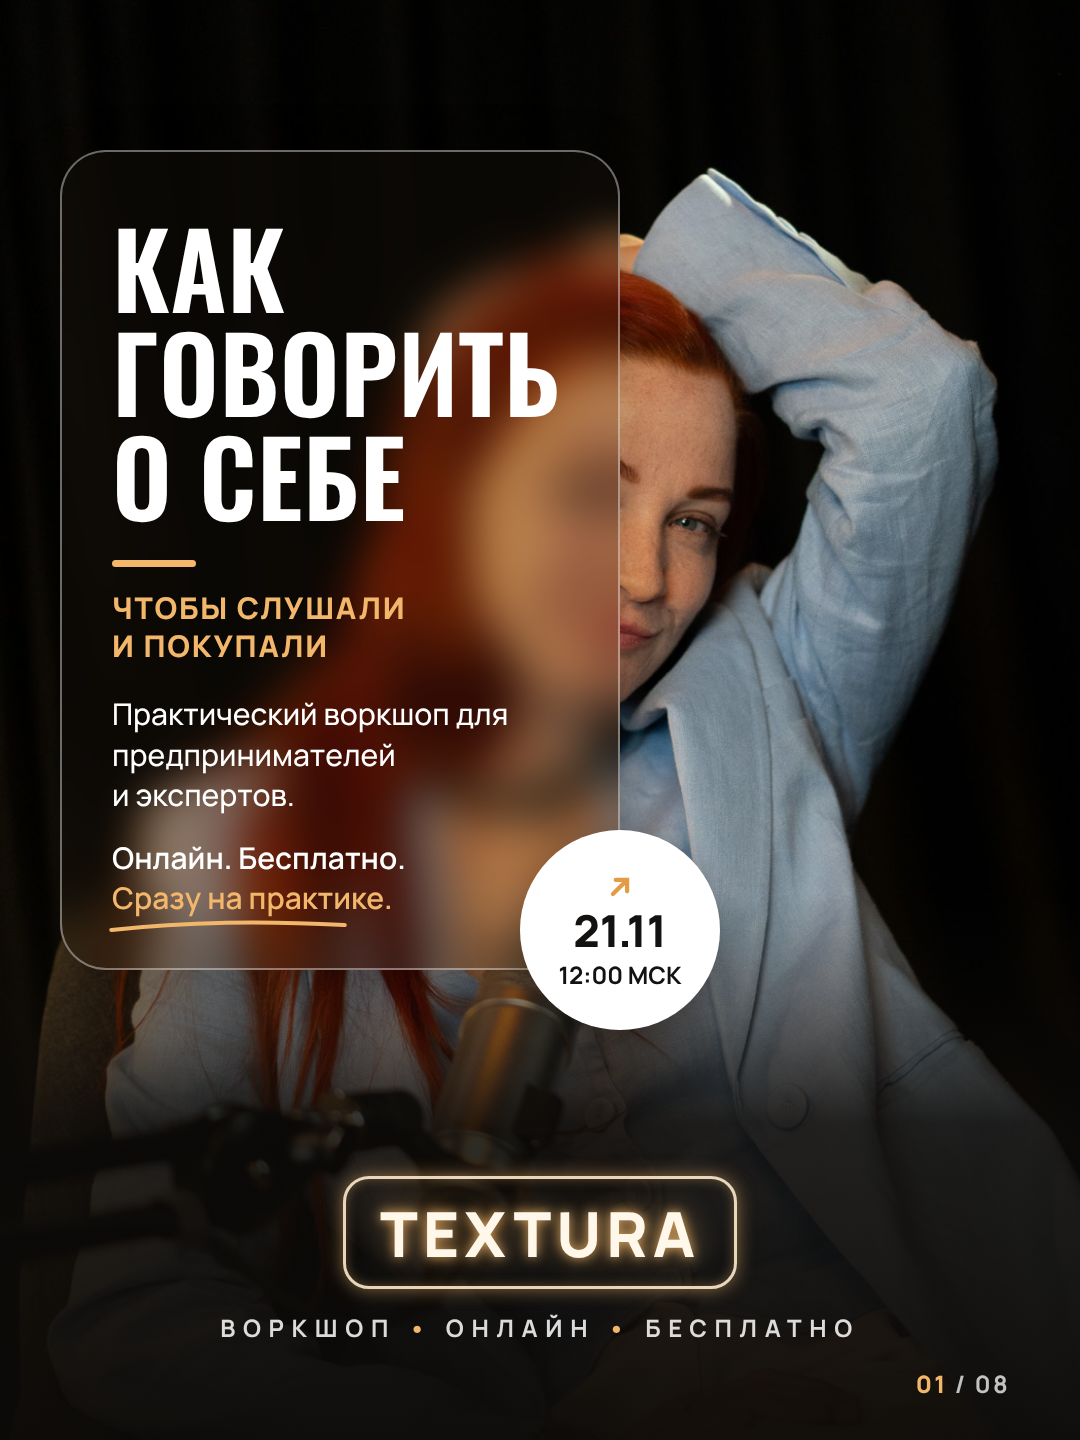 КАК
ГОВОРИТЬ
О СЕБЕ
ЧТОБЫ СЛУШАЛИ
И ПОКУПАЛИ
Практический воркшоп для
предпринимателей
и экспертов.
Онлайн. Бесплатно.
Сразу на практике.
21.11
12:00 МСК
TEXTURA
ВОРКШОП • ОНЛАЙН • БЕСПЛАТНО
01 / 08